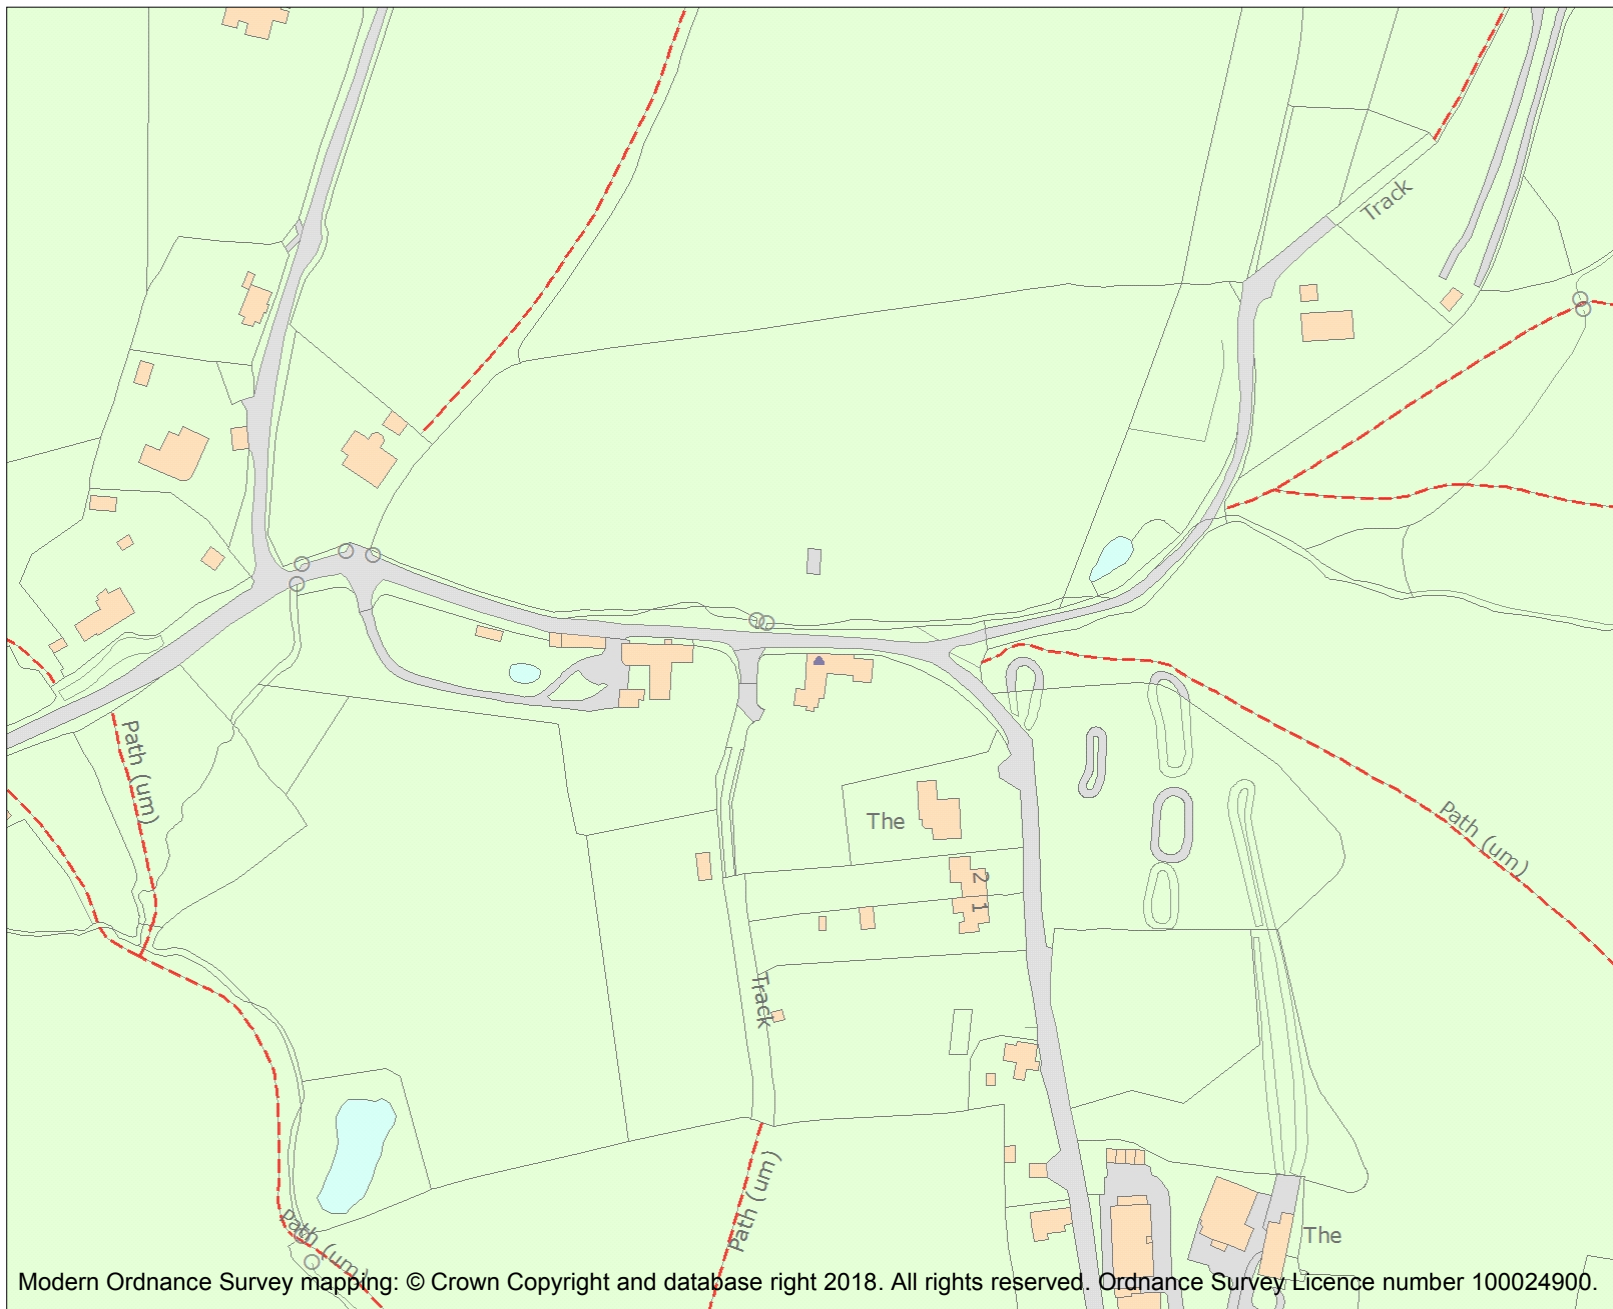 Track
Path (um)
Path (um)
The
2
1
Track
Path (um)
Path (um)
The
Modern Ordnance Survey mapping: © Crown Copyright and database right 2018. All rights reserved. Ordnance Survey Licence number 100024900.